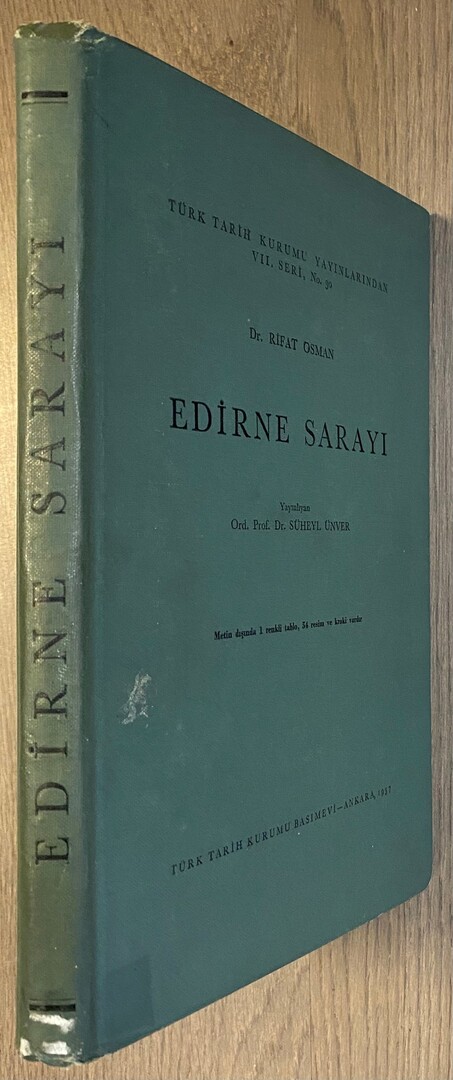 EDİRNE SARAYI
TÜRK TARİH KURUMU YAYINLARINDAN
VII. SERİ, No. 30
Dr. RİFAT OSMAN
EDİRNE SARAYI
Yayınlıyan
Ord. Prof. Dr. SÜHEYL ÜNVER
Metin dışında 1 renkli tablo, 54 resim ve kroki vardır
TÜRK TARİH KURUMU BASIMEVİ—ANKARA, 1957